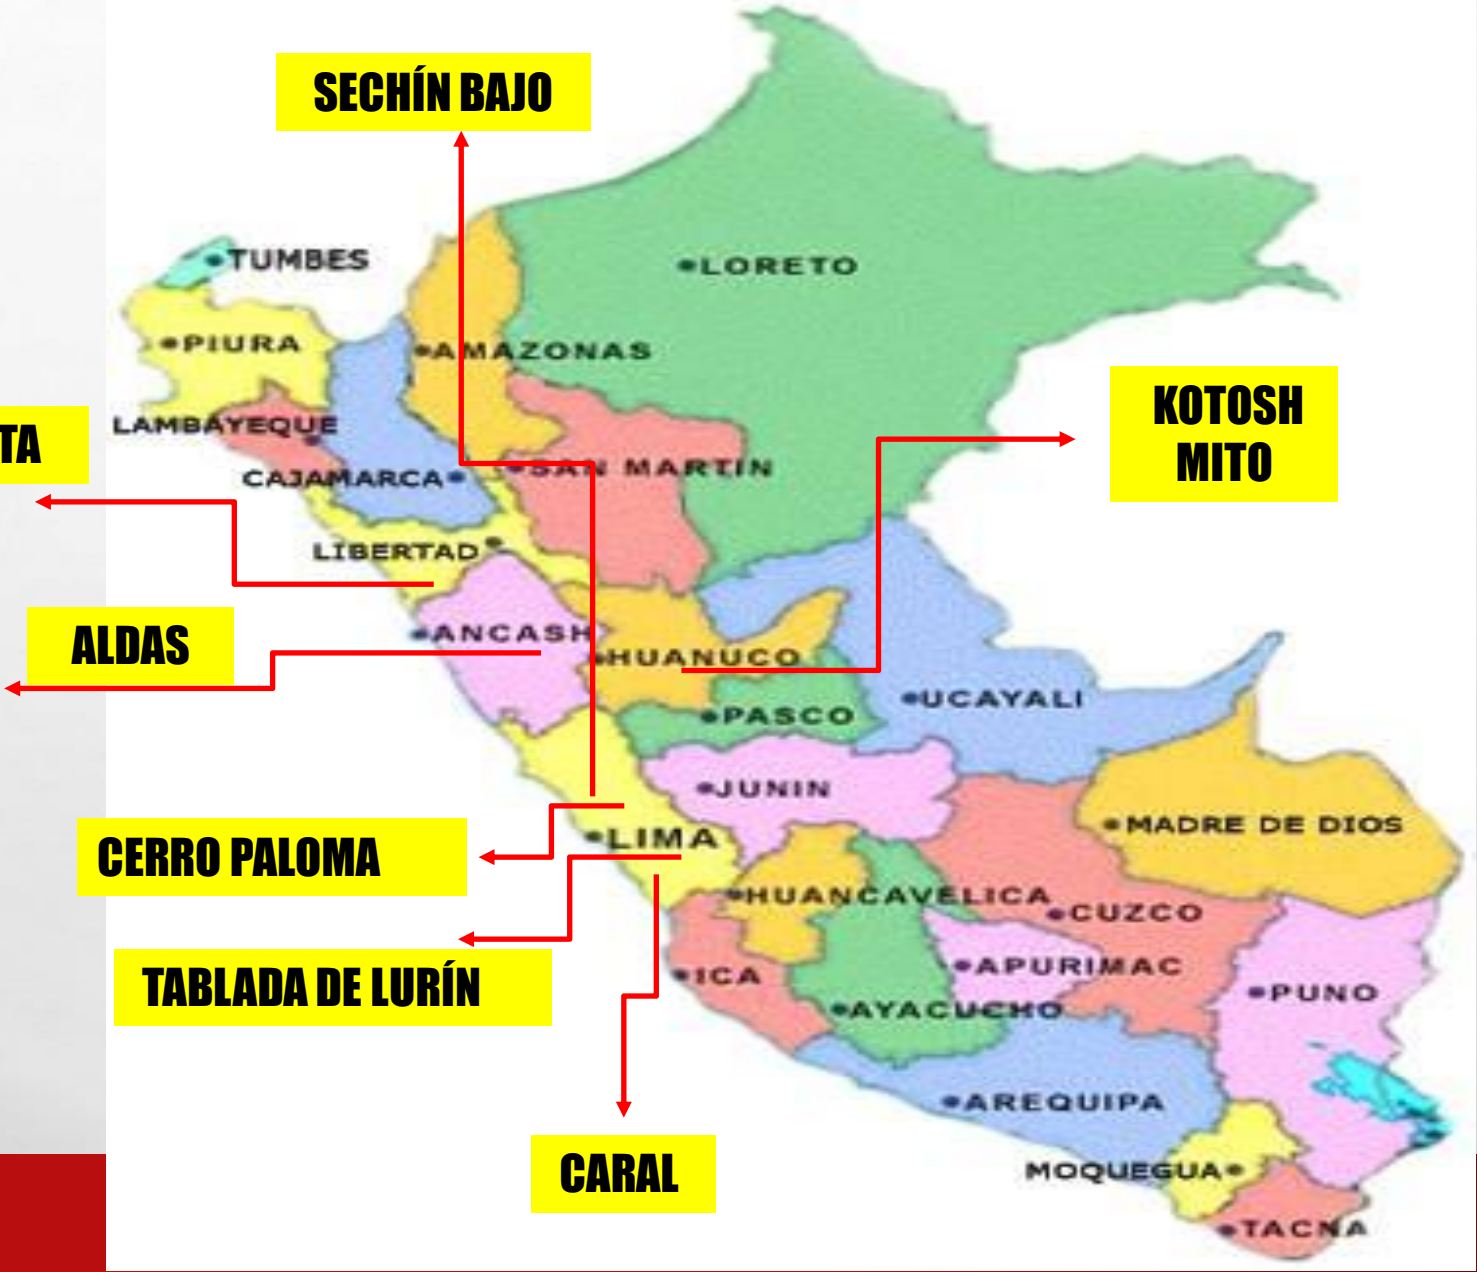 SECHÍN BAJO
TUMBES
LORETO
PIURA
AMAZONAS
KOTOSH
MITO
LAMBAYEQUE
TA
SAN MARTIN
CAJAMARCA
LIBERTAD
ALDAS
ANCASH
HUANUCO
UCAYALI
PASCO
JUNIN
MADRE DE DIOS
CERRO PALOMA
LIMA
HUANCAVELICA
CUZCO
TABLADA DE LURÍN
ICA
APURIMAC
PUNO
AYACUCHO
AREQUIPA
CARAL
MOQUEGUA
TACNA